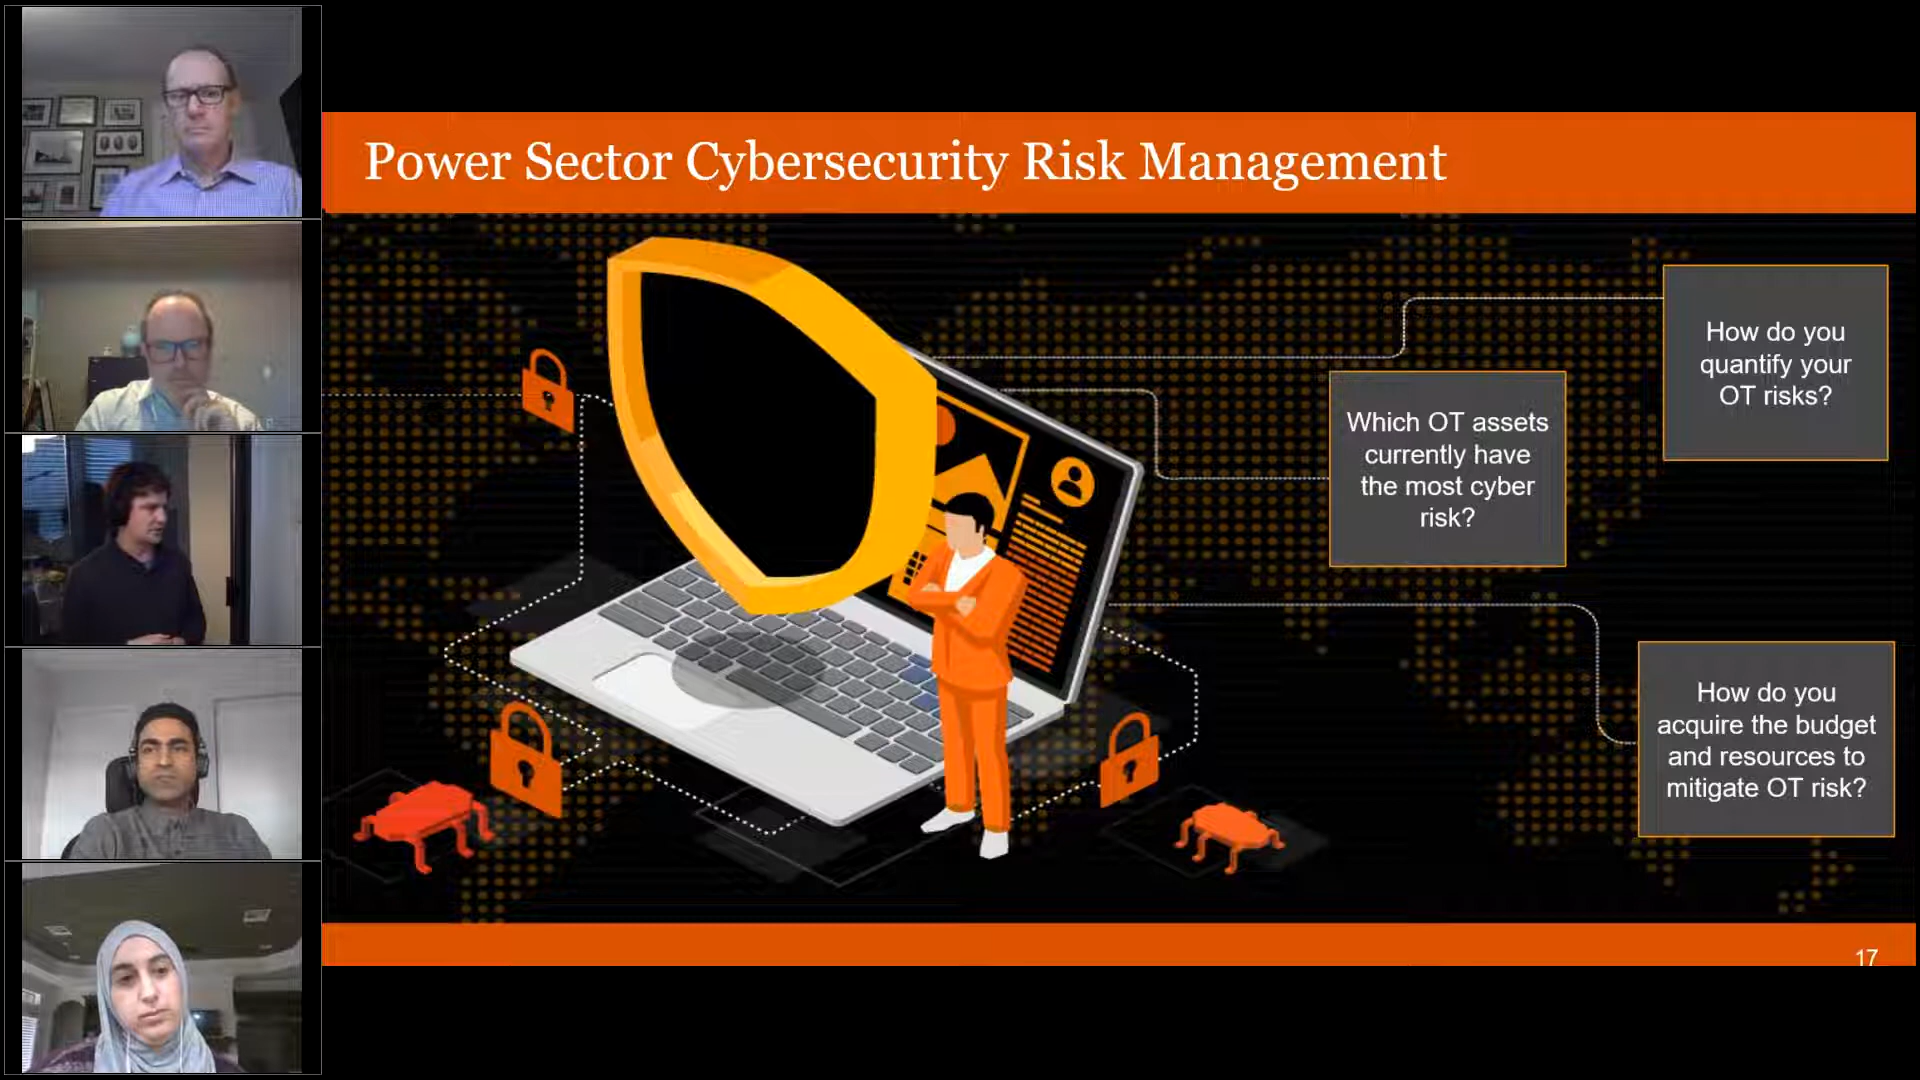 Power Sector Cybersecurity Risk Management
How do you
quantify your
OT risks?
Which OT assets
currently have
the most cyber
risk?
How do you
acquire the budget
and resources to
mitigate OT risk?
17